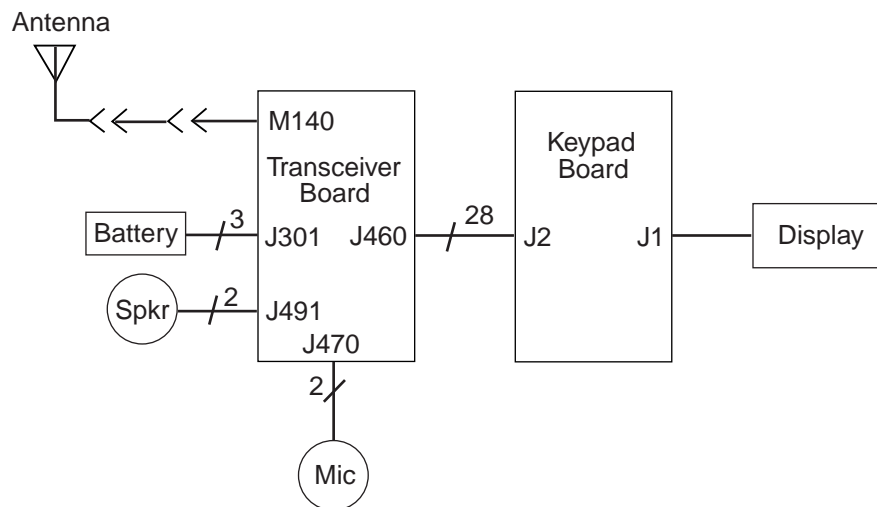 Antenna
M140
Transceiver
Board
Keypad
Board
Battery
3
J301
J460
28
J2
J1
Display
Spkr
2
J491
J470
2
Mic